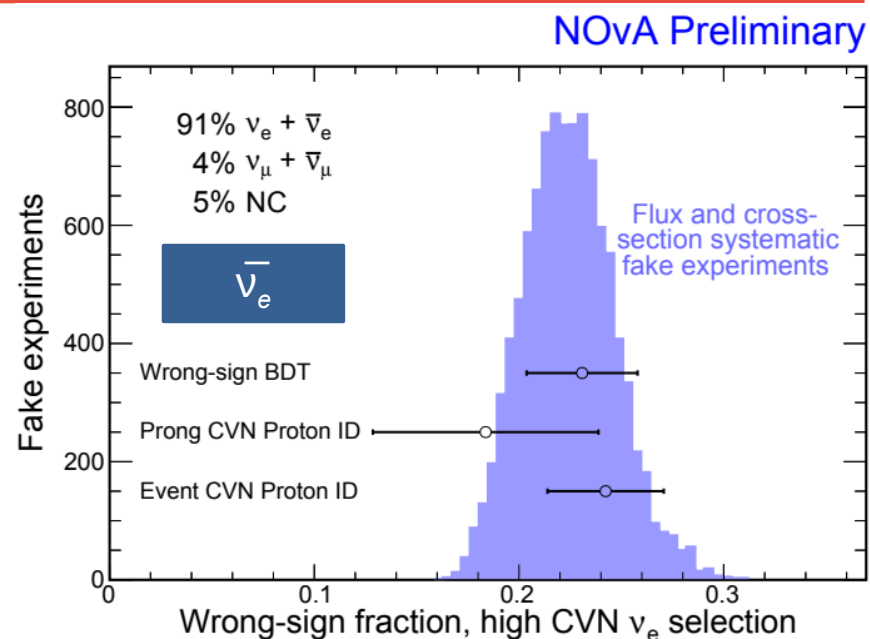 NOvA Preliminary
800
600
400
200
0
Fake experiments
91% νₑ + ν̄ₑ
4% ν_μ + ν̄_μ
5% NC
ν̄ₑ
Flux and cross-
section systematic
fake experiments
Wrong-sign BDT
Prong CVN Proton ID
Event CVN Proton ID
0 0.1 0.2 0.3
Wrong-sign fraction, high CVN νₑ selection